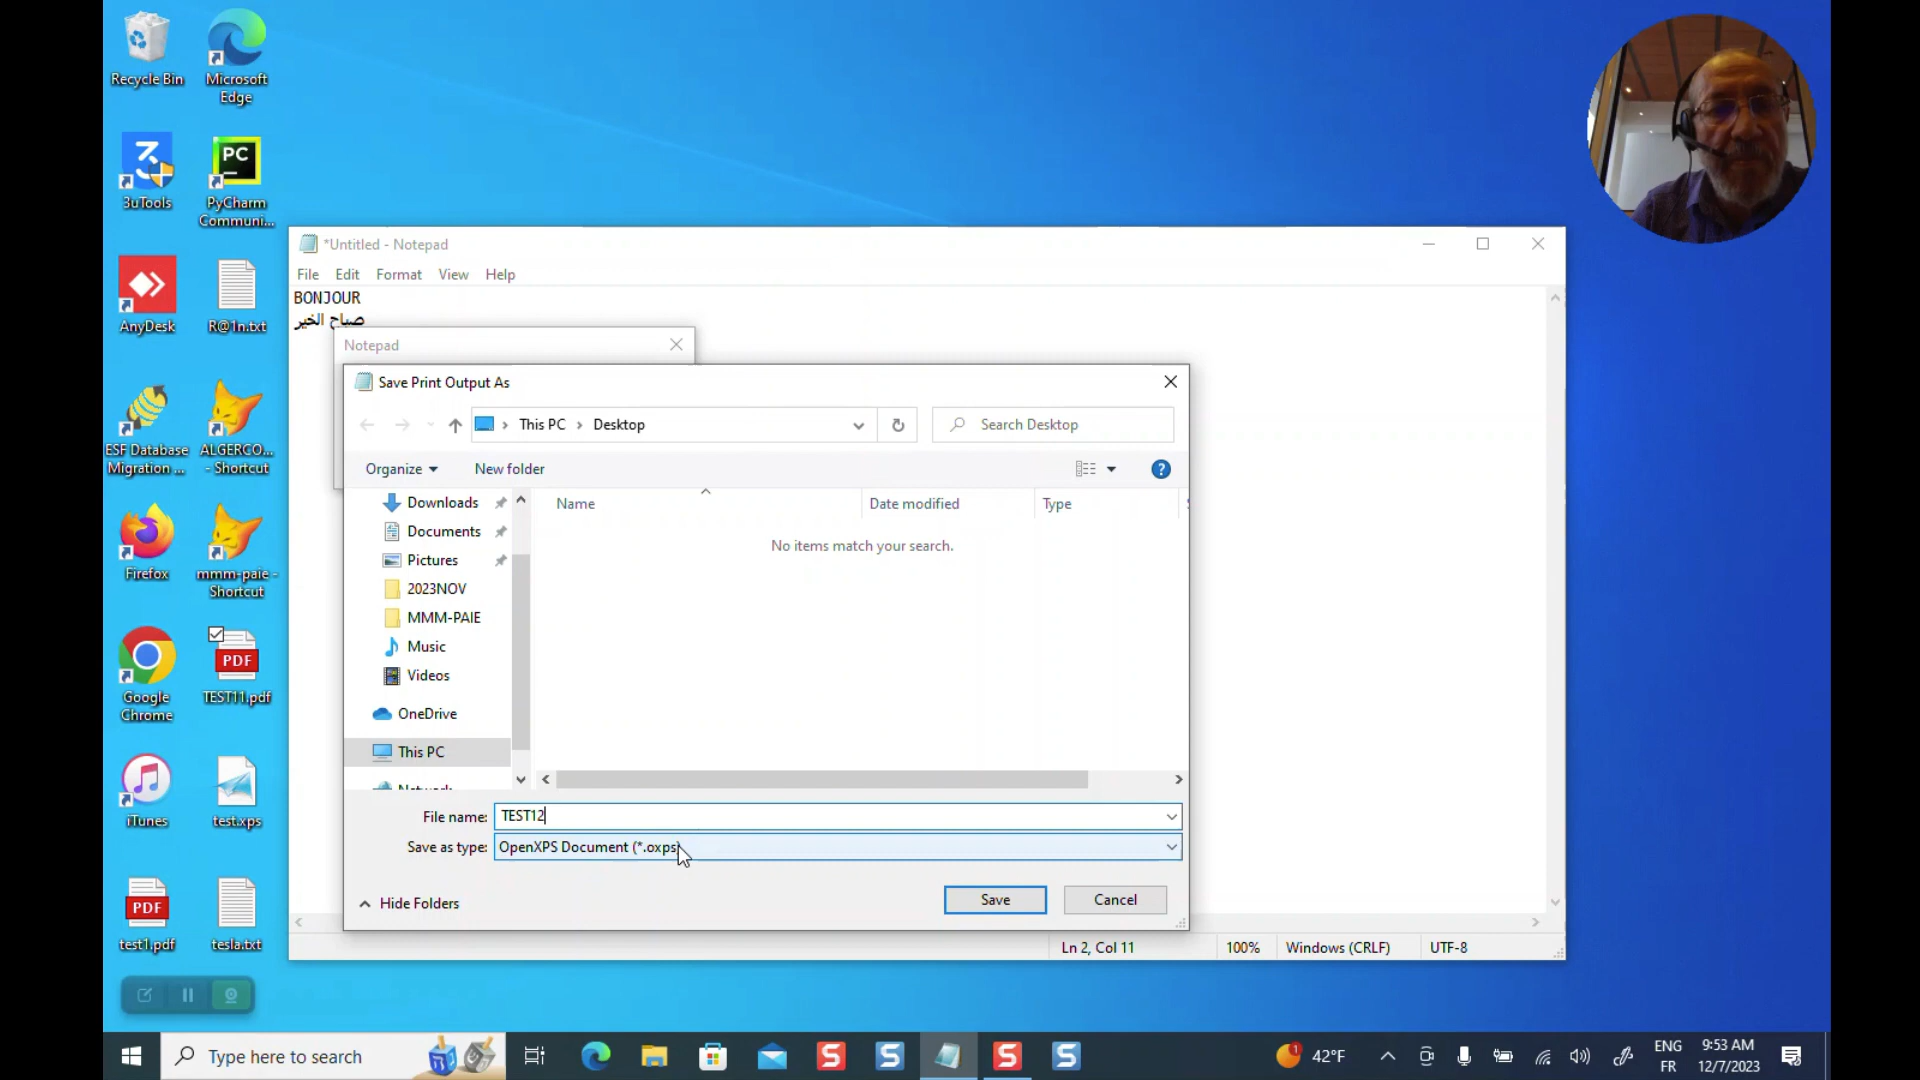 Recycle Bin
Microsoft
Edge
3uTools
PC
PyCharm
Communi...
AnyDesk
R@1n.txt
ESF Database
Migration ...
ALGERCO...
- Shortcut
Firefox
mmm-paie -
Shortcut
Google
Chrome
PDF
TEST11.pdf
iTunes
test.xps
PDF
test1.pdf
tesla.txt
*Untitled - Notepad
File Edit Format View Help
BONJOUR
صباح الخير
Notepad
Save Print Output As
This PC > Desktop
Search Desktop
Organize
New folder
Name
Date modified
Type
No items match your search.
Downloads
Documents
Pictures
2023NOV
MMM-PAIE
Music
Videos
OneDrive
This PC
File name: TEST12
Save as type: OpenXPS Document (*.oxps)
Hide Folders
Save
Cancel
Ln 2, Col 11
100%
Windows (CRLF)
UTF-8
Type here to search
42°F
ENG
FR
9:53 AM
12/7/2023